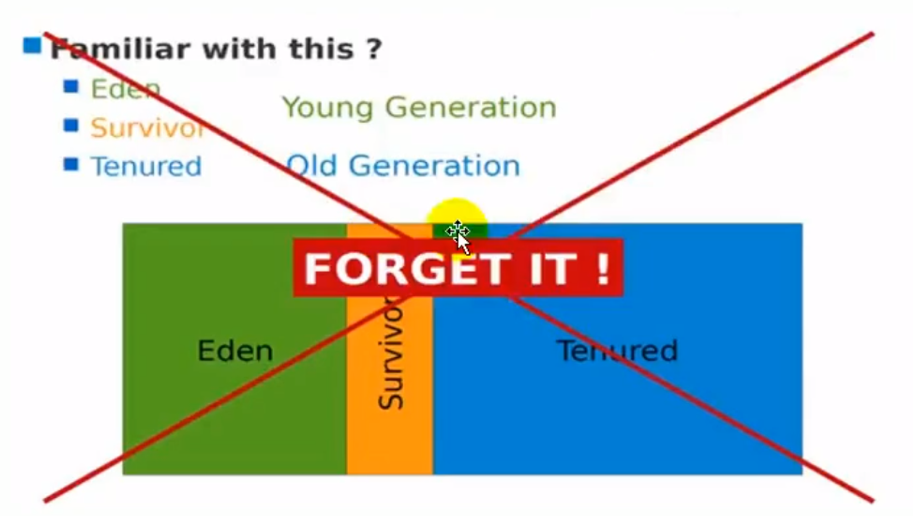 Familiar with this ?
Eden
Young Generation
Survivor
Tenured
Old Generation
FORGET IT !
Eden
Survivor
Tenured